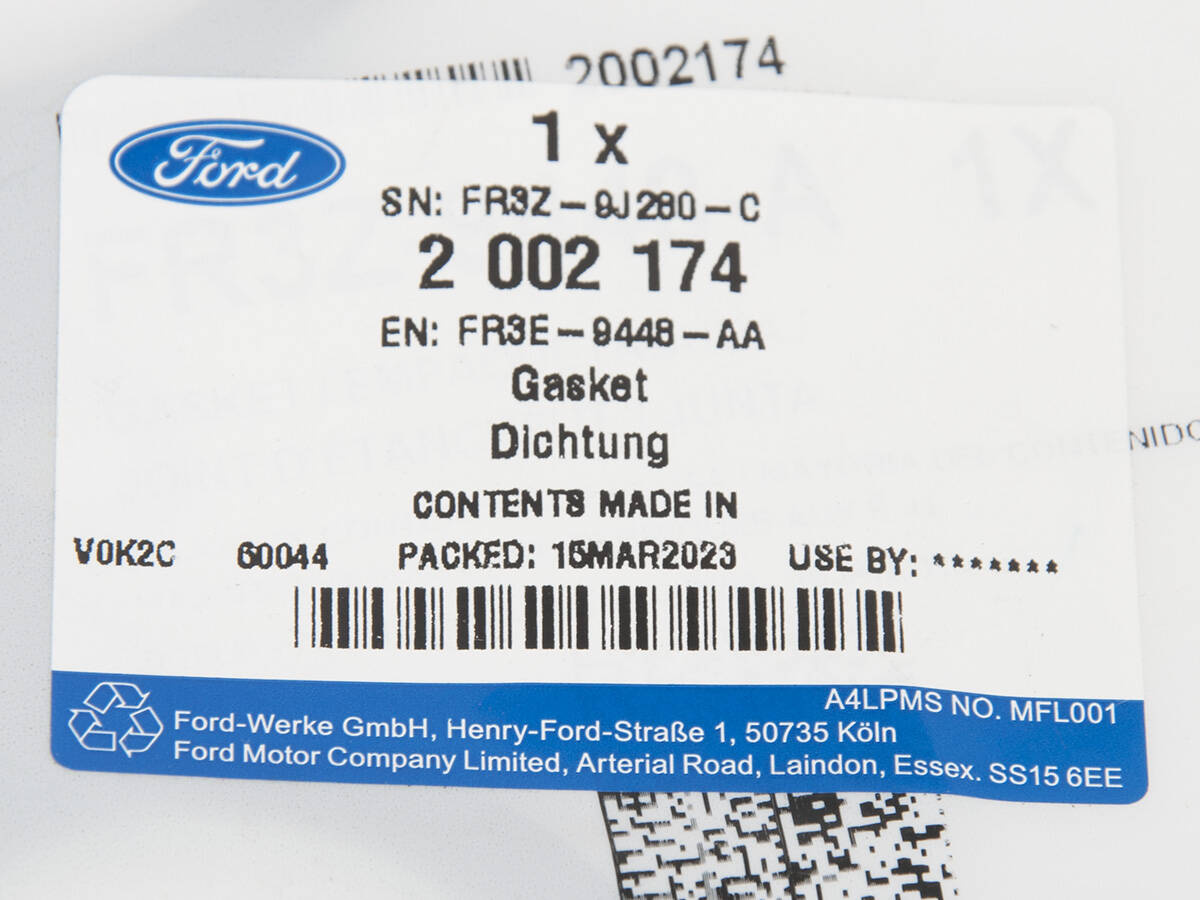 2002174
Ford
1 x
SN: FR3Z-9J280-C
2 002 174
EN: FR3E-9448-AA
Gasket
Dichtung
CONTENTS MADE IN
V0K2C 60044 PACKED: 15MAR2023 USE BY: *******
A4LPMS NO. MFL001
Ford-Werke GmbH, Henry-Ford-Straße 1, 50735 Köln
Ford Motor Company Limited, Arterial Road, Laindon, Essex. SS15 6EE
X1
CONTENIDO